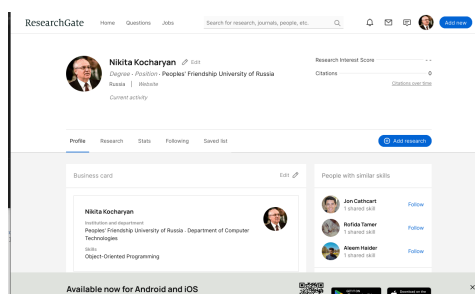 ResearchGate
Home Questions Jobs
Search for research, journals, people, etc.
Add new
Nikita Kocharyan Edit
Degree - Position - Peoples' Friendship University of Russia
Russia | Website
Current activity
Research Interest Score --
Citations 0
Citations over time
Profile Research Stats Following Saved list
Add research
Business card Edit
Nikita Kocharyan
Institution and department
Peoples' Friendship University of Russia · Department of Computer
Technologies
Skills
Object-Oriented Programming
People with similar skills
Jon Cathcart
1 shared skill
Follow
Rofida Tamer
1 shared skill
Follow
Aleem Haider
1 shared skill
Follow
Available now for Android and iOS